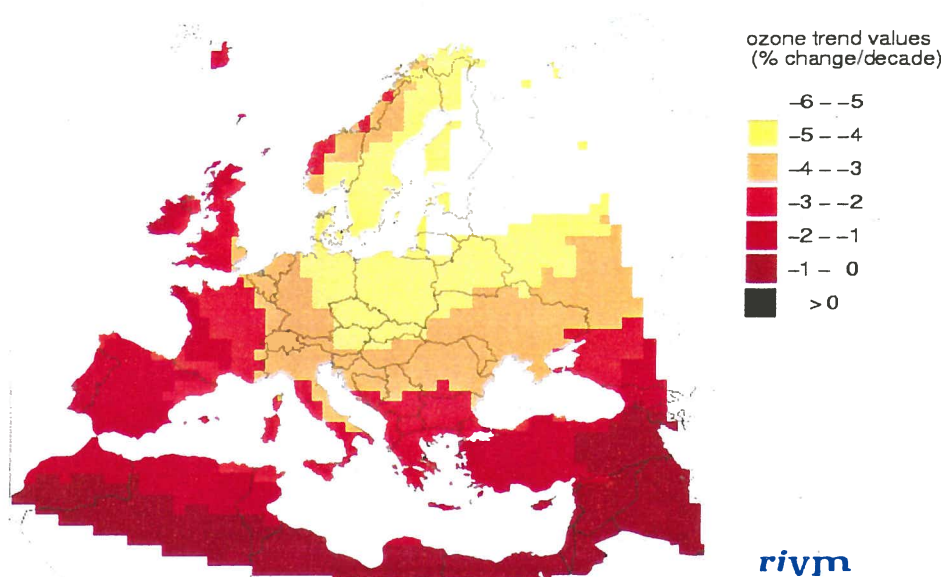 ozone trend values
(% change/decade)
–6 – –5
–5 – –4
–4 – –3
–3 – –2
–2 – –1
–1 – 0
>0
rivm